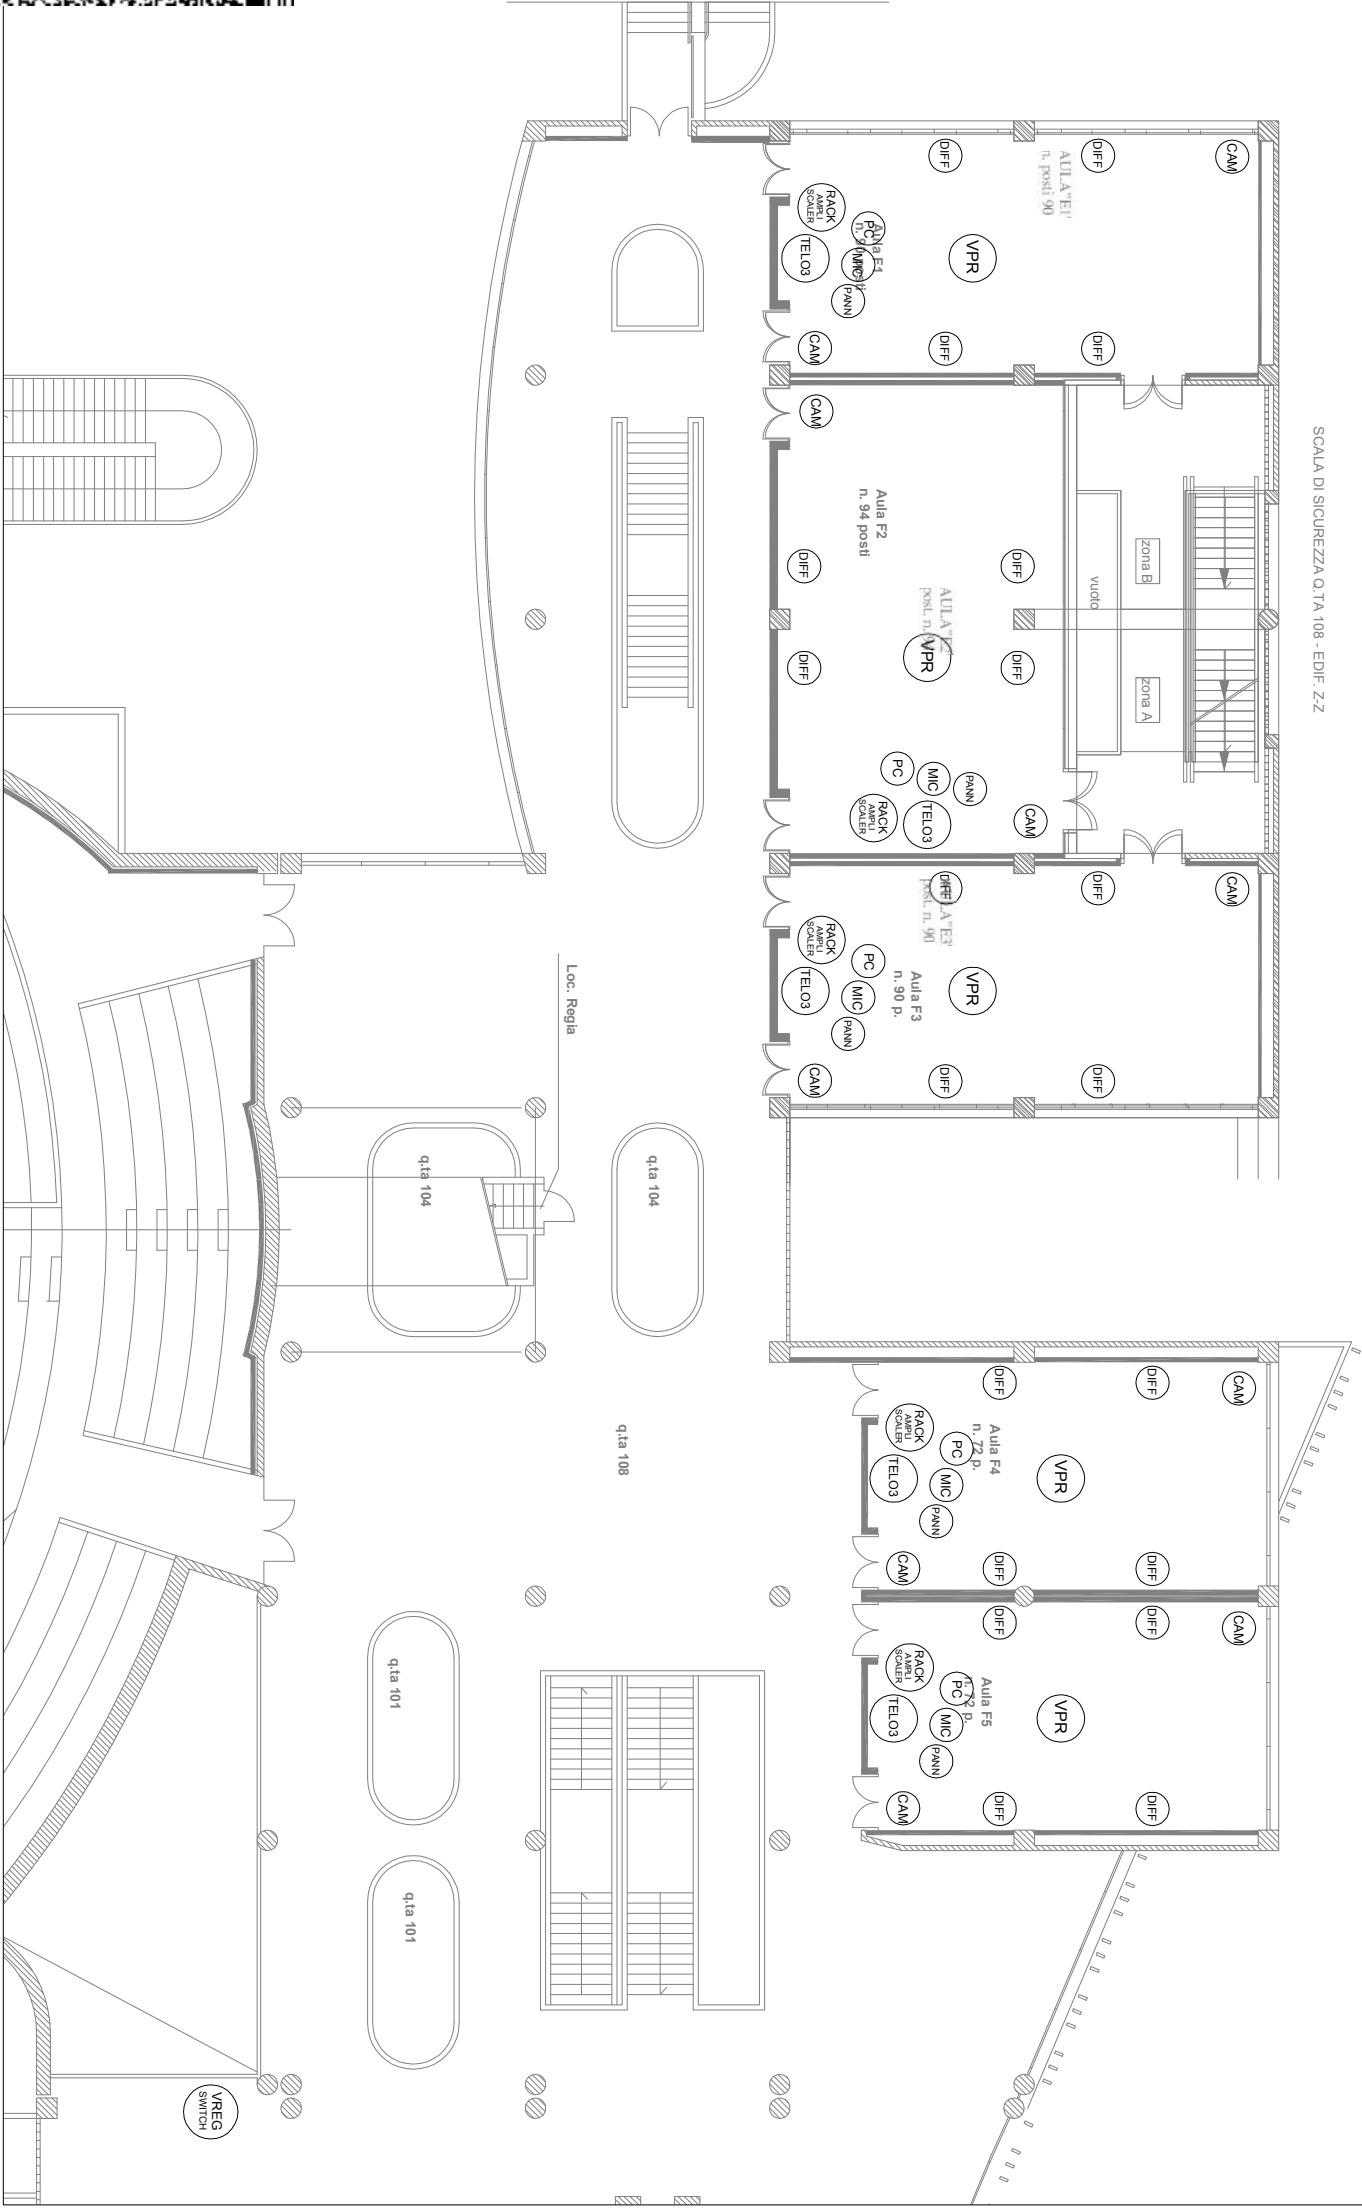 DIFF
DIFF
CAM
AULA "E1"
n. posti 90
RACK
AMPLI
SCALER
PC
Aula F1
n. 90 posti
MIC
TELO3
PANN
VPR
CAM
DIFF
DIFF
SCALA DI SICUREZZA Q.TA 108 - EDIF. Z-Z
CAM
Aula F2
n. 94 posti
DIFF
DIFF
zona B
vuoto
AULA "E2"
post. n.
VPR
DIFF
DIFF
zona A
PC
MIC
PANN
RACK
AMPLI
SCALER
TELO3
CAM
DIFF
DIFF
CAM
AULA "E3"
post. n. 90
RACK
AMPLI
SCALER
PC
TELO3
MIC
PANN
Aula F3
n. 90 p.
VPR
CAM
DIFF
DIFF
Loc. Regia
q.ta 104
q.ta 104
q.ta 108
DIFF
DIFF
CAM
RACK
AMPLI
SCALER
PC
Aula F4
n. 72 p.
TELO3
MIC
PANN
VPR
CAM
DIFF
DIFF
DIFF
DIFF
CAM
RACK
AMPLI
SCALER
PC
Aula F5
n. 72 p.
TELO3
MIC
PANN
VPR
CAM
DIFF
DIFF
q.ta 101
q.ta 101
VREG
SWITCH